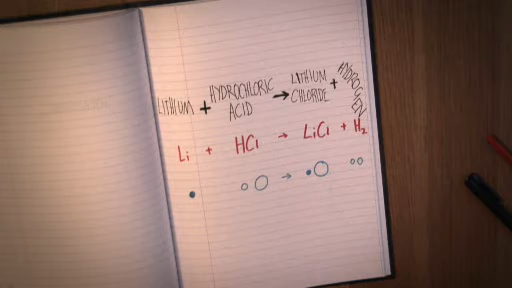 LITHIUM + HYDROCHLORIC ACID → LITHIUM CHLORIDE + HYDROGEN
Li + HCl → LiCl + H₂